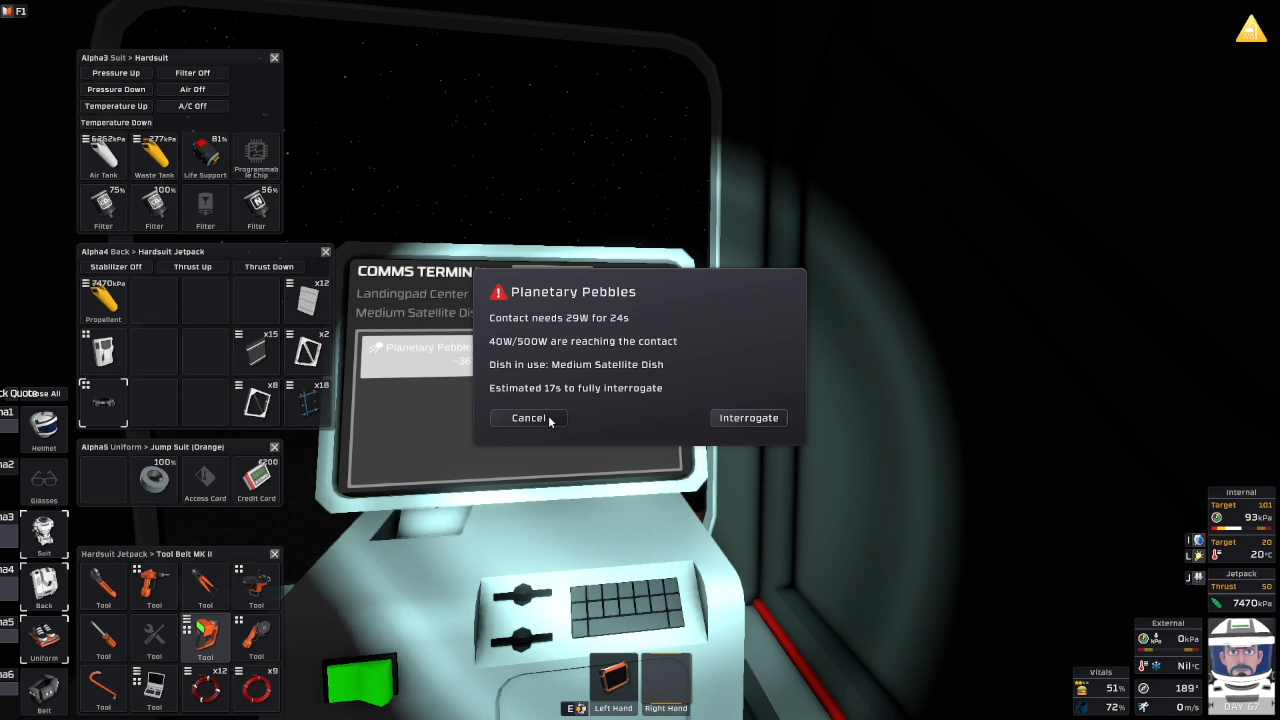 F1
Alpha3 Suit > Hardsuit
Pressure Up
Filter Off
Pressure Down
Air Off
Temperature Up
A/C Off
Temperature Down
6362kPa
277kPa
81%
Air Tank
Waste Tank
Life Support
Programmab
le Chip
75%
100%
56%
Filter
Filter
Filter
Filter
Alpha4 Back > Hardsuit Jetpack
Stabilizer Off
Thrust Up
Thrust Down
7470kPa
x12
Propellant
x15
x2
x8
x18
Alpha5 Uniform > Jump Suit (Orange)
100%
€200
Access Card
Credit Card
Hardsuit Jetpack > Tool Belt MK II
Tool
Tool
Tool
Tool
Tool
Tool
Tool
Tool
x12
x9
Tool
Tool
Tool
Tool
Helmet
Glasses
Suit
Back
Uniform
Belt
COMMS TERMIN
Landingpad Center
Medium Satellite Dis
Planetary Pebbles
Planetary Pebbles
Contact needs 29W for 24s
40W/500W are reaching the contact
Dish in use: Medium Satellite Dish
Estimated 17s to fully interrogate
Cancel
Interrogate
E
Left Hand
Right Hand
Internal
Target 101
93kPa
Target 20
20°C
Jetpack
Thrust 50
7470kPa
External
0kPa
Nil°C
189°
0m/s
Vitals
51%
72%
DAY 67